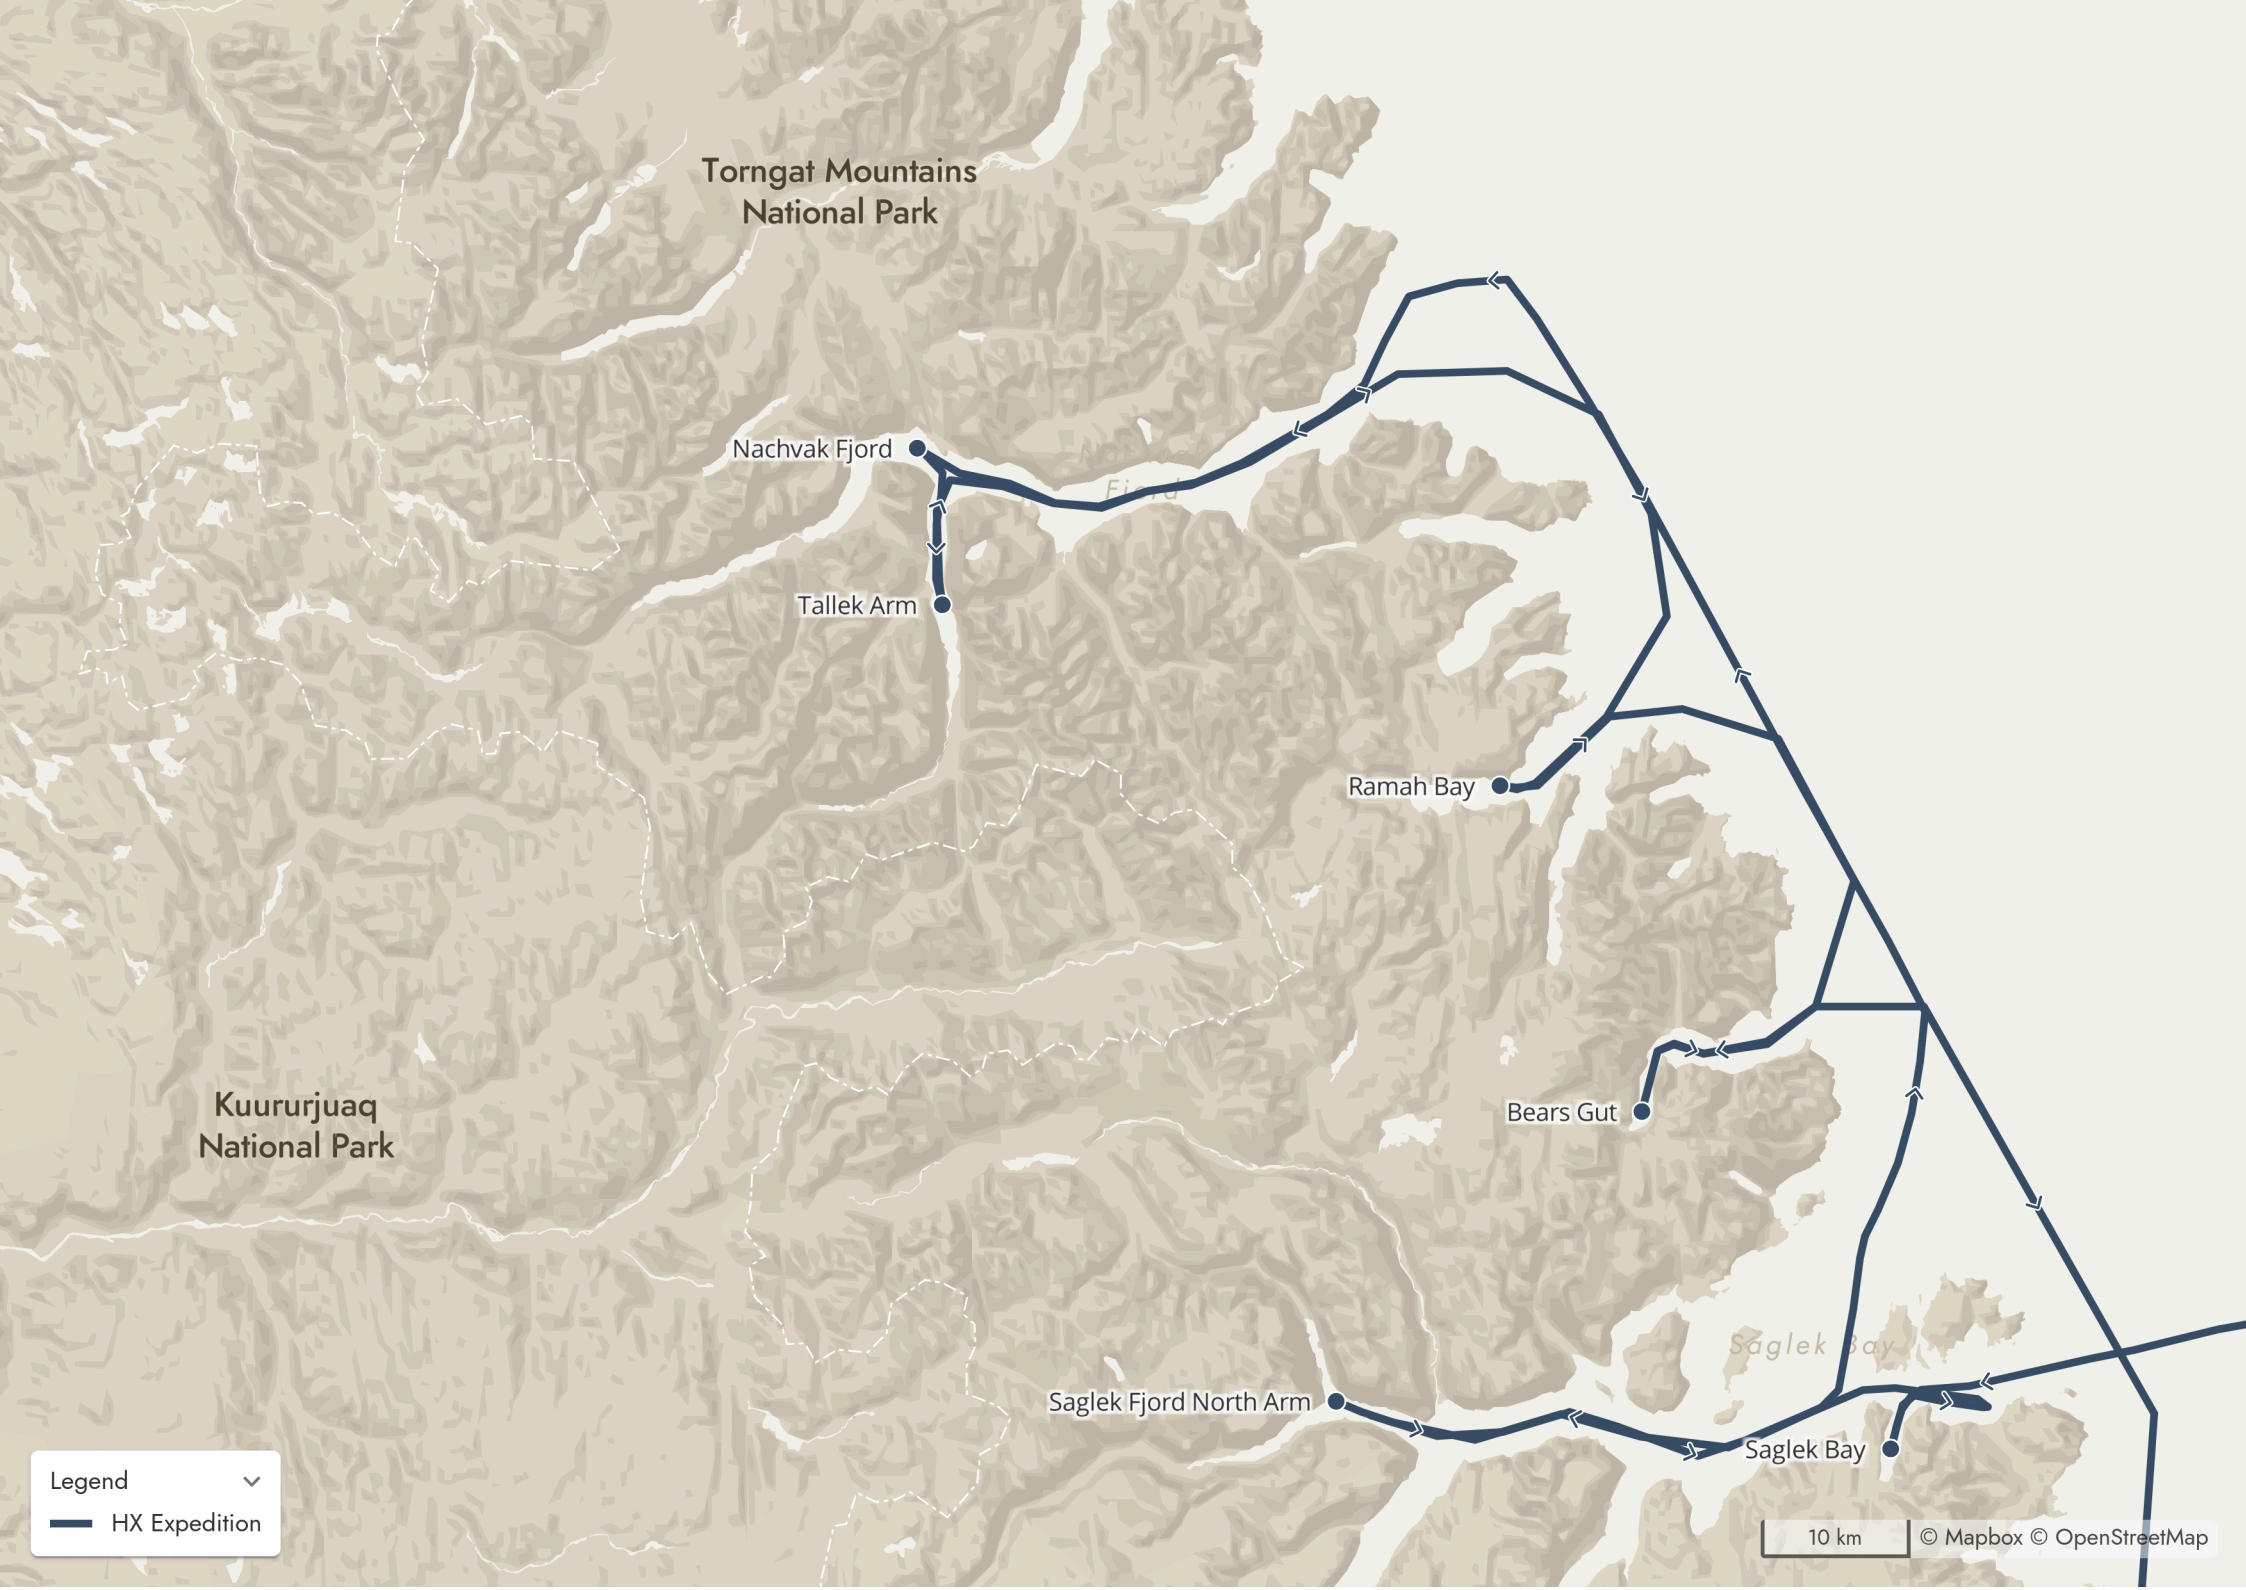 Torngat Mountains
National Park
Nachvak Fjord
Fjord
Tallek Arm
Ramah Bay
Kuururjuaq
National Park
Bears Gut
Saglek Bay
Saglek Fjord North Arm
Saglek Bay
Legend
HX Expedition
10 km
© Mapbox © OpenStreetMap